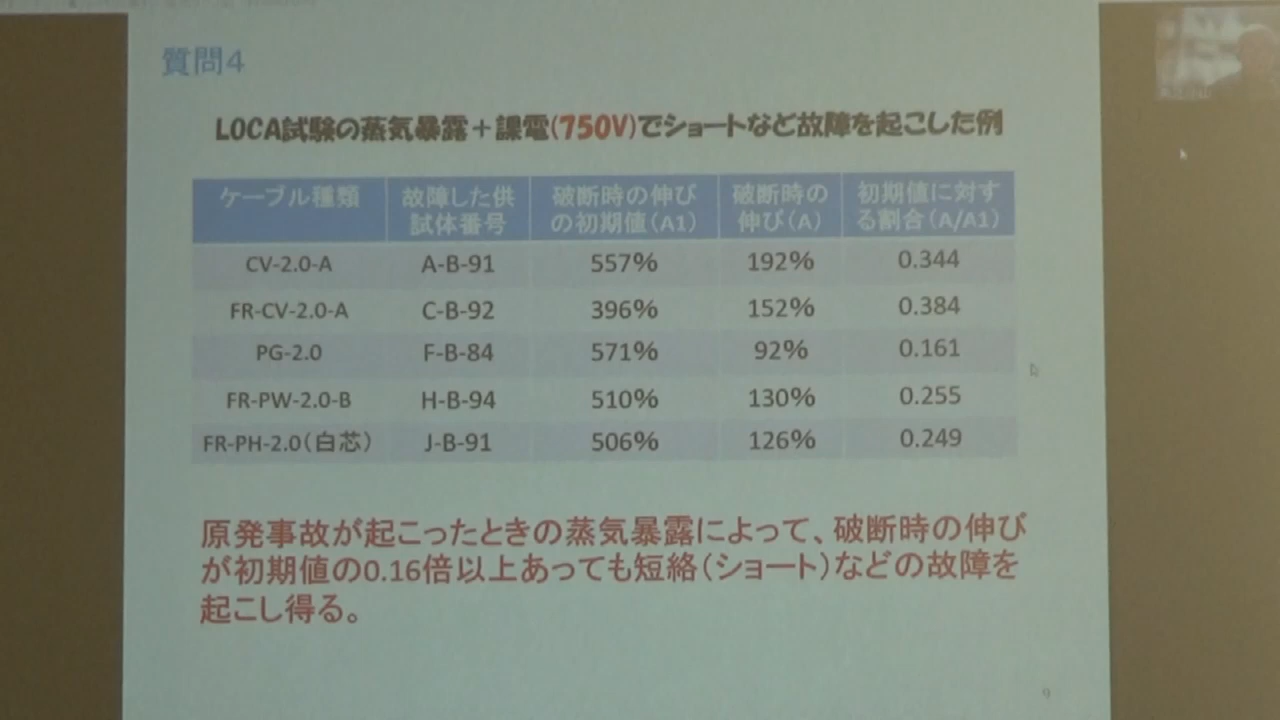 質問4
LOCA試験の蒸気暴露＋課電(750V)でショートなど故障を起こした例
ケーブル種類 故障した供試体番号 破断時の伸びの初期値(A1) 破断時の伸び(A) 初期値に対する割合(A/A1)
CV-2.0-A A-B-91 557% 192% 0.344
FR-CV-2.0-A C-B-92 396% 152% 0.384
PG-2.0 F-B-84 571% 92% 0.161
FR-PW-2.0-B H-B-94 510% 130% 0.255
FR-PH-2.0(白芯) J-B-91 506% 126% 0.249
原発事故が起こったときの蒸気暴露によって、破断時の伸び
が初期値の0.16倍以上あっても短絡(ショート)などの故障を
起こし得る。
9